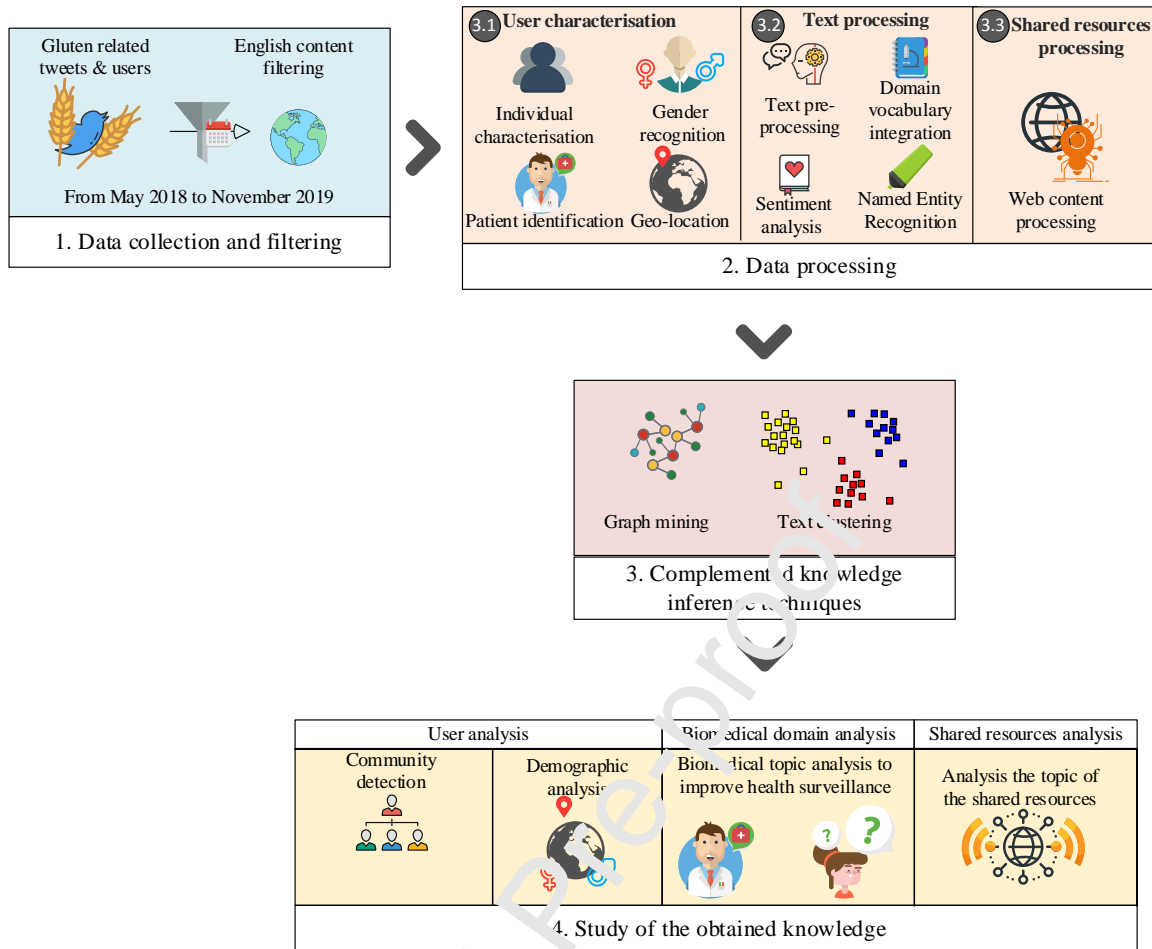 Gluten related
tweets & users
English content
filtering
From May 2018 to November 2019
1. Data collection and filtering
3.1
User characterisation
Individual
characterisation
Gender
recognition
Patient identification
Geo-location
3.2
Text processing
Text pre-
processing
Domain
vocabulary
integration
Sentiment
analysis
Named Entity
Recognition
3.3
Shared resources
processing
Web content
processing
2. Data processing
Graph mining
Text clustering
3. Complemented knowledge
inference techniques
User analysis
Community
detection
Demographic
analysis
Biomedical domain analysis
Biomedical topic analysis to
improve health surveillance
?
?
Shared resources analysis
Analysis the topic of
the shared resources
4. Study of the obtained knowledge
Pre-proof